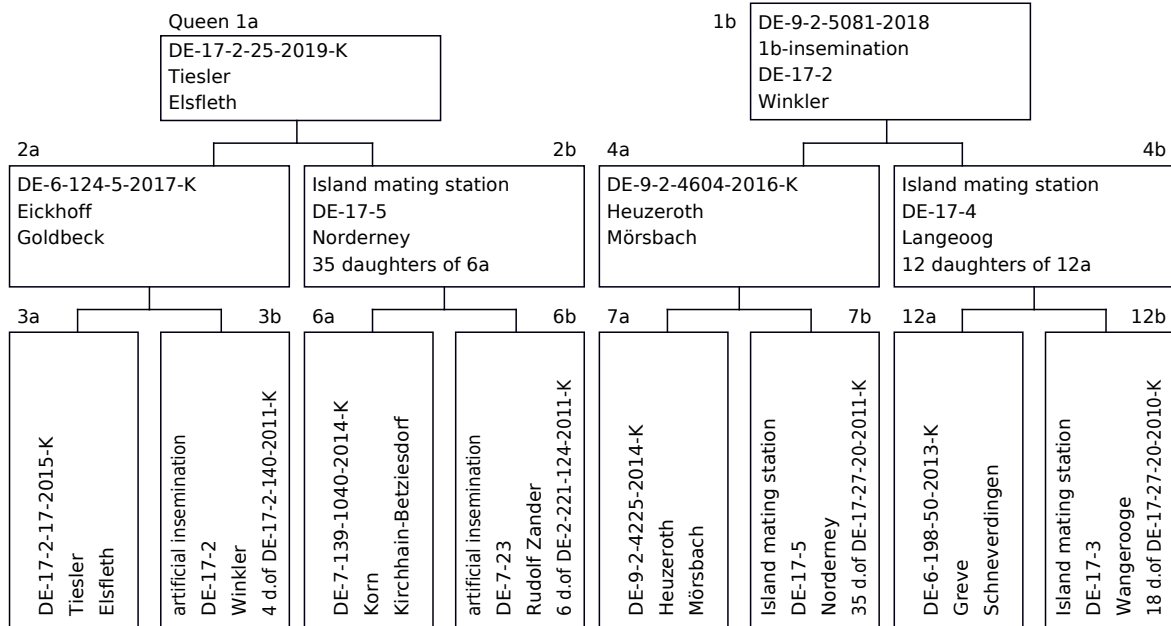 Queen 1a
DE-17-2-25-2019-K
Tiesler
Elsfleth
1b
DE-9-2-5081-2018
1b-insemination
DE-17-2
Winkler
2a
DE-6-124-5-2017-K
Eickhoff
Goldbeck
2b
Island mating station
DE-17-5
Norderney
35 daughters of 6a
4a
DE-9-2-4604-2016-K
Heuzeroth
Mörsbach
4b
Island mating station
DE-17-4
Langeoog
12 daughters of 12a
3a
DE-17-2-17-2015-K
Tiesler
Elsfleth
3b
artificial insemination
DE-17-2
Winkler
4 d.of DE-17-2-140-2011-K
6a
DE-7-139-1040-2014-K
Korn
Kirchhain-Betziesdorf
6b
artificial insemination
DE-7-23
Rudolf Zander
6 d.of DE-2-221-124-2011-K
7a
DE-9-2-4225-2014-K
Heuzeroth
Mörsbach
7b
Island mating station
DE-17-5
Norderney
35 d.of DE-17-27-20-2011-K
12a
DE-6-198-50-2013-K
Greve
Schneverdingen
12b
Island mating station
DE-17-3
Wangerooge
18 d.of DE-17-27-20-2010-K